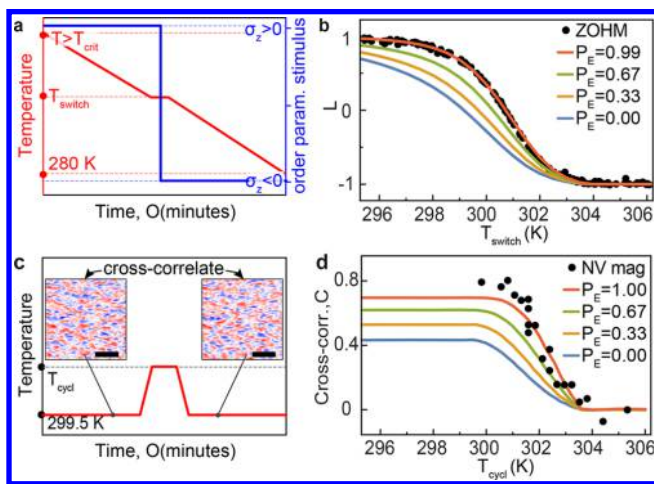 a
T>T_crit
σ_z>0
T_switch
280 K
σ_z<0
Temperature
order param. stimulus
Time, O(minutes)
b
ZOHM
P_E=0.99
P_E=0.67
P_E=0.33
P_E=0.00
L
1
0
-1
296 298 300 302 304 306
T_switch (K)
c
cross-correlate
Temperature
T_cycl
299.5 K
Time, O(minutes)
d
NV mag
P_E=1.00
P_E=0.67
P_E=0.33
P_E=0.00
Cross-corr., C
0.8
0.4
0
296 298 300 302 304 306
T_cycl (K)